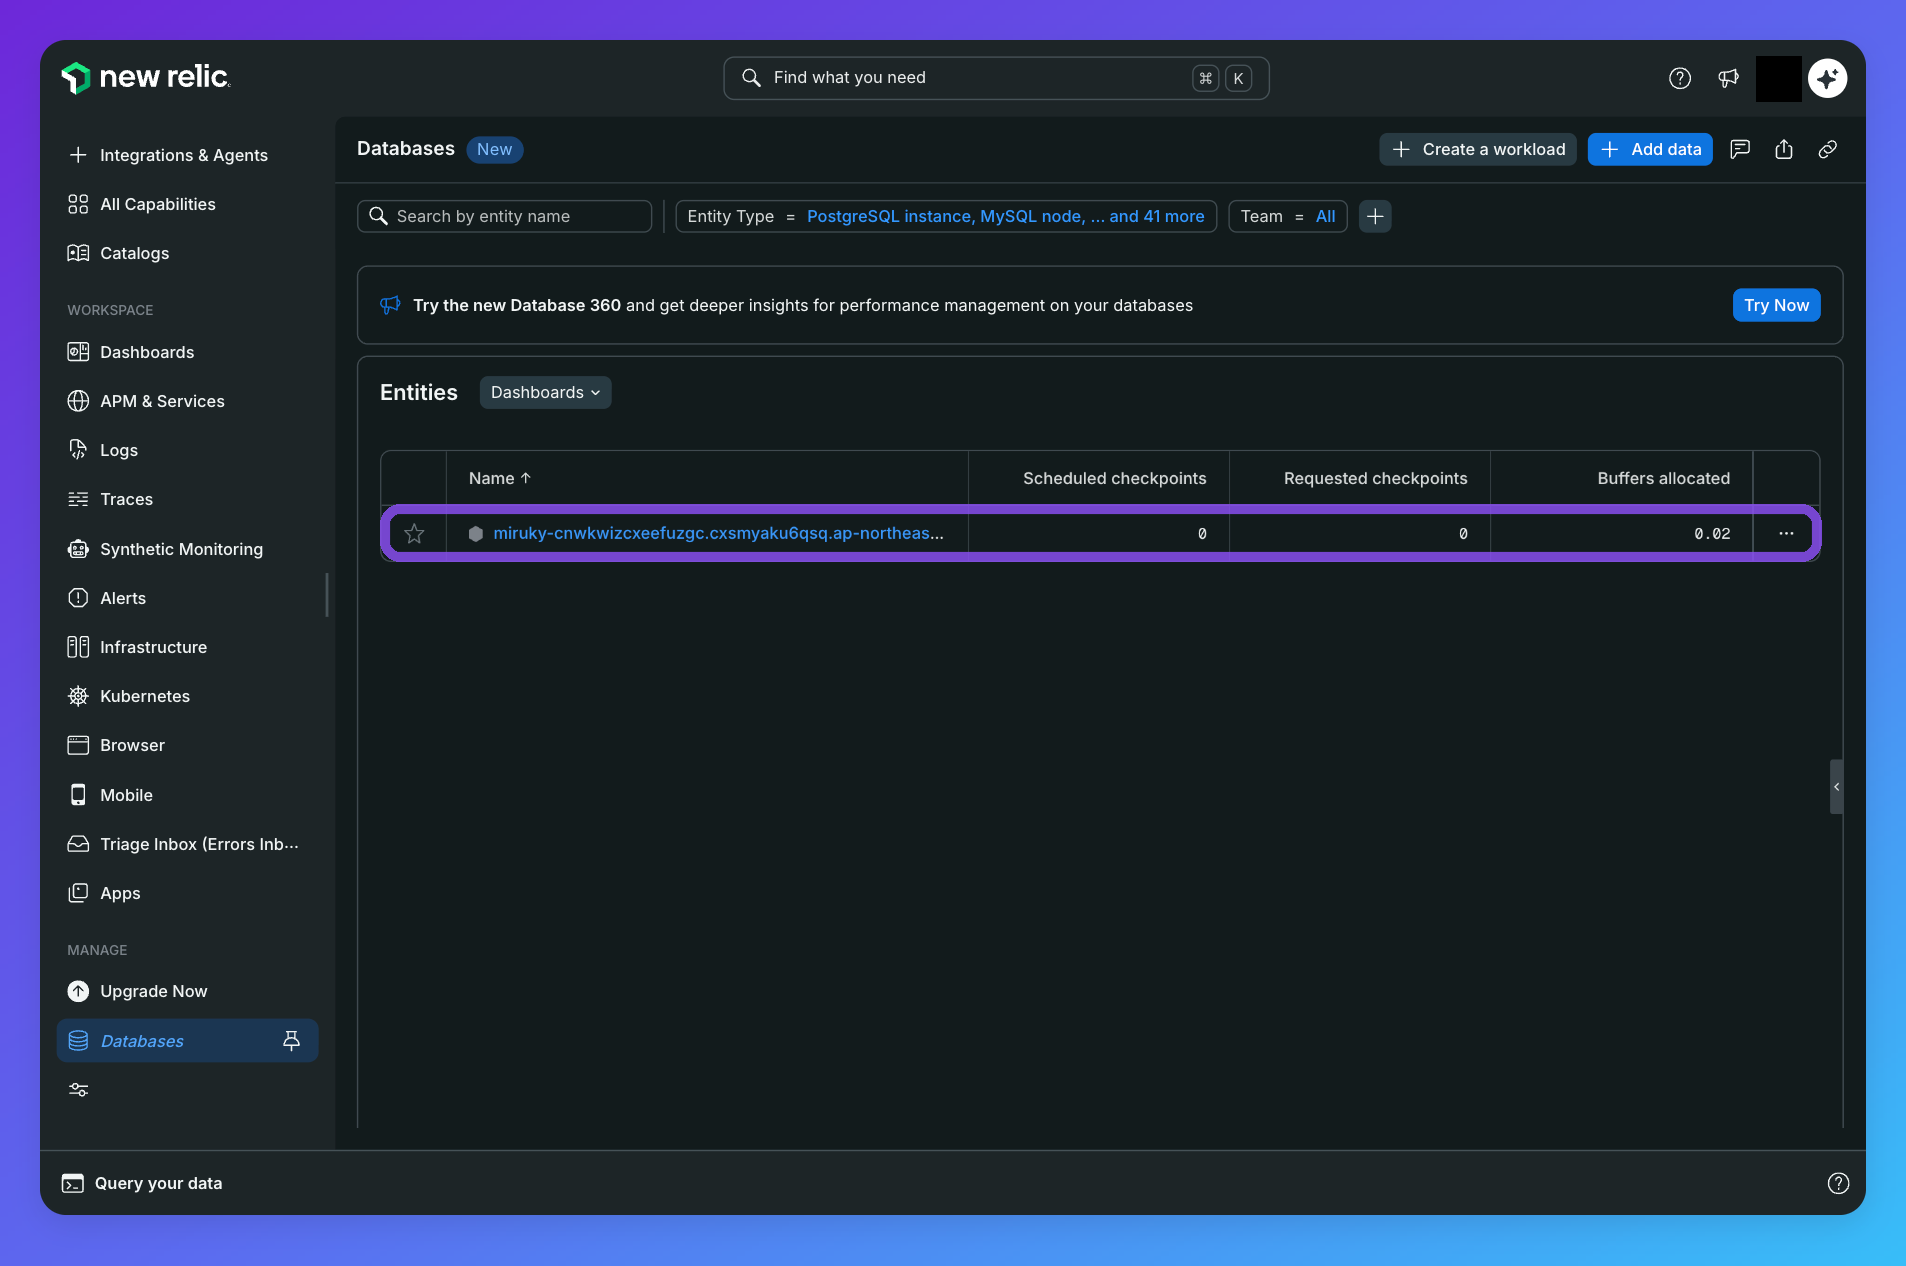 new relic
Find what you need
⌘ K
Integrations & Agents
All Capabilities
Catalogs
WORKSPACE
Dashboards
APM & Services
Logs
Traces
Synthetic Monitoring
Alerts
Infrastructure
Kubernetes
Browser
Mobile
Triage Inbox (Errors Inb...
Apps
MANAGE
Upgrade Now
Databases
Databases New
Create a workload
Add data
Search by entity name
Entity Type = PostgreSQL instance, MySQL node, ... and 41 more
Team = All
Try the new Database 360 and get deeper insights for performance management on your databases
Try Now
Entities
Dashboards
Name ↑ Scheduled checkpoints Requested checkpoints Buffers allocated
miruky-cnwkwizcxeefuzgc.cxsmyaku6qsq.ap-northeas... 0 0 0.02 ...
Query your data